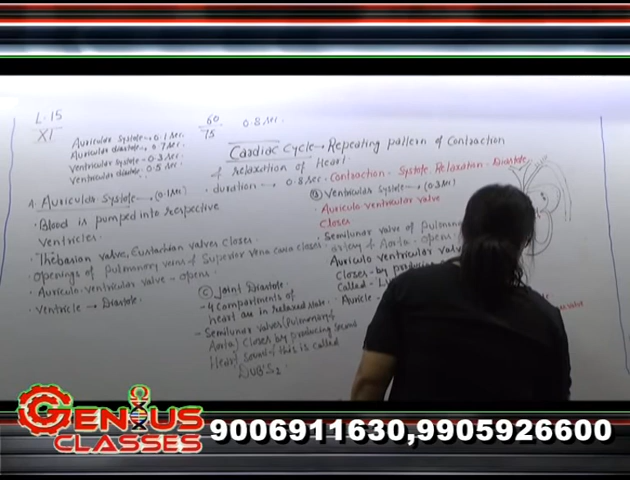 L.15
XI
Auricular Systole → 0.1 sec.
Auricular diastole → 0.7 sec.
Ventricular systole → 0.3 sec.
Ventricular diastole: 0.5 sec.
60
75
0.8 sec.
Cardiac Cycle → Repeating pattern of Contraction
& relaxation of Heart
duration → 0.8 sec. Contraction - Systole, Relaxation - Diastole
A. Auricular Systole → (0.1 sec)
· Blood is pumped into respective
Ventricles.
· Thebasian valve, Eustachian valves closes.
· Openings of Pulmonary veins & Superior vena cava closes.
· Auriculo-ventricular valve - opens.
· Ventricle → Diastole.
B Ventricular Systole → (0.3 sec)
· Auriculo ventricular valve
Closes
· Semilunar valve of Pulmon
artery & Aorta - opens.
Auriculo ventricular val
Closes - by produ
Called - "Lu
· Auricle -
valve
C Joint Diastole
- 4 Compartments of
heart are in relaxed state.
- Semilunar valves (Pulmonary &
Aorta) Closes by producing Second
Heart Sound & this is called
DUB'S2.
GENIUS
CLASSES
9006911630,9905926600